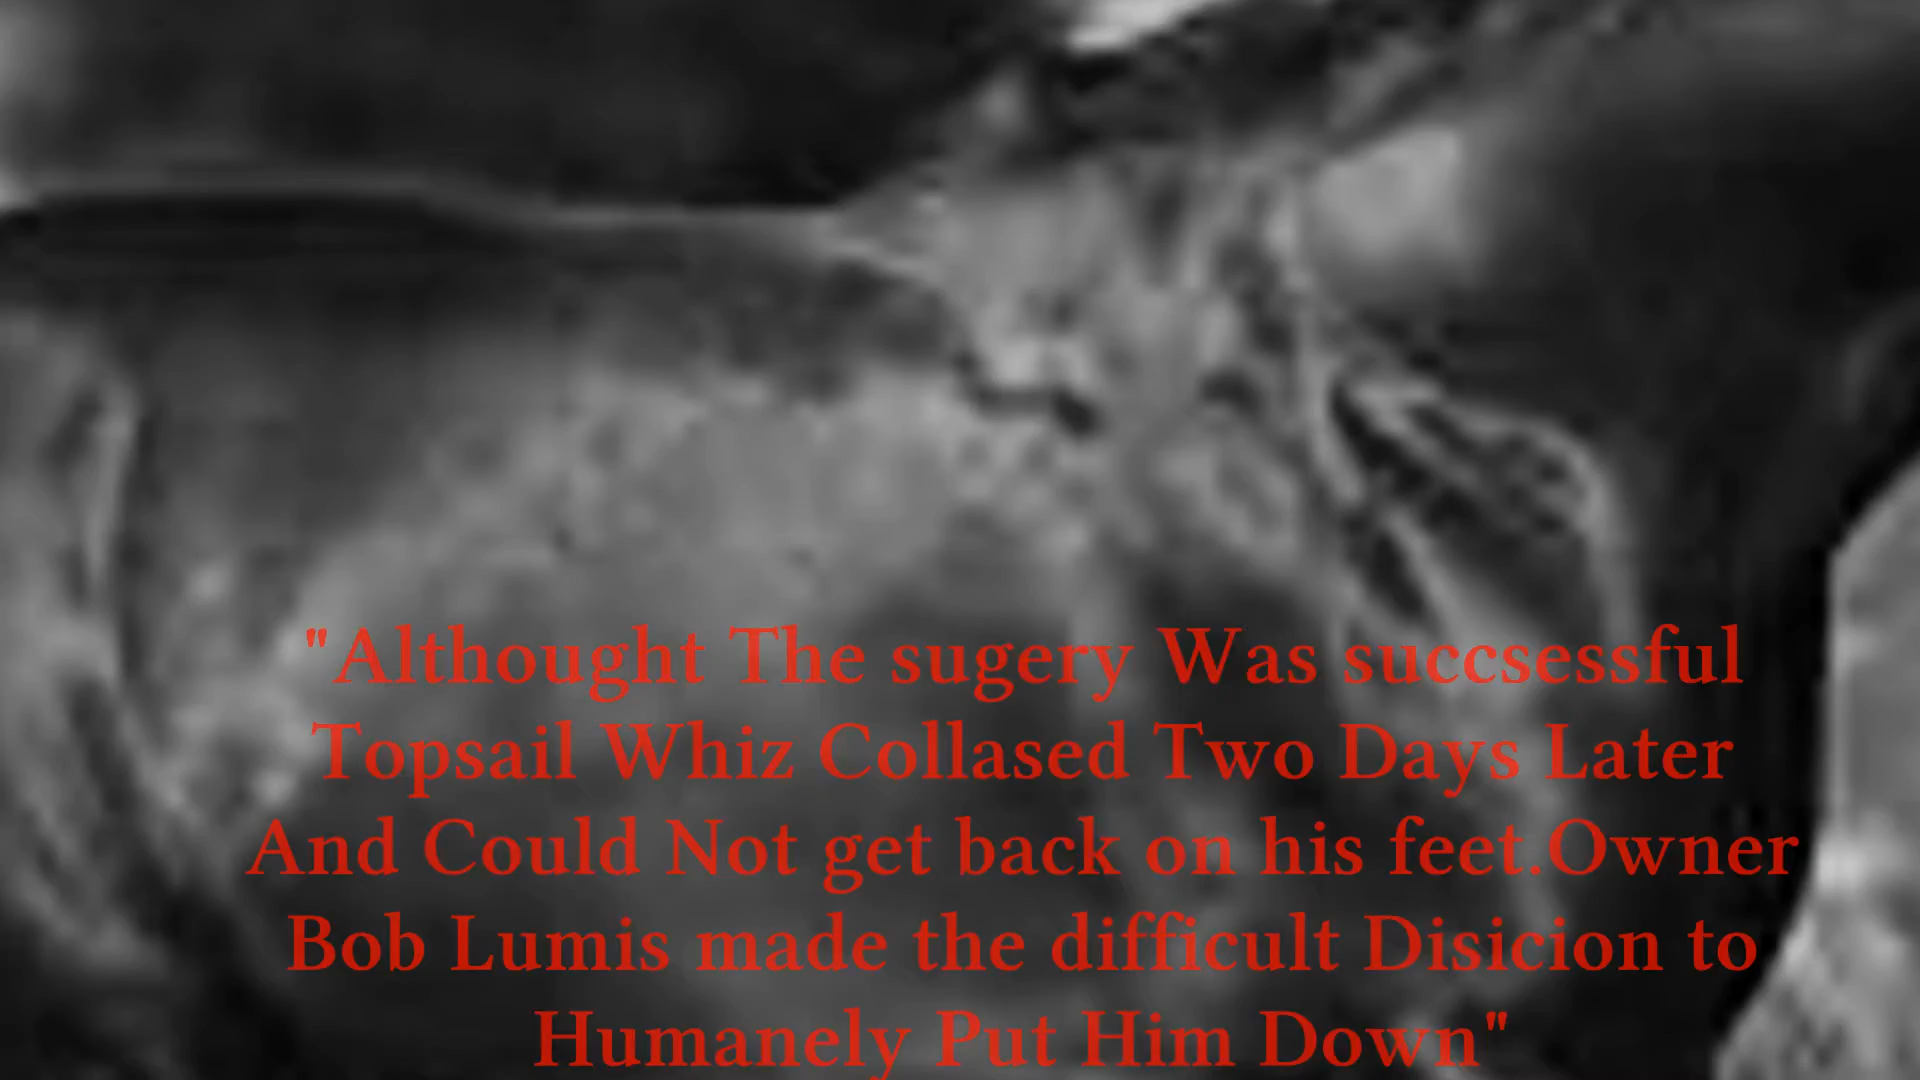 "Althought The sugery Was succsessful
Topsail Whiz Collased Two Days Later
And Could Not get back on his feet.Owner
Bob Lumis made the difficult Disicion to
Humanely Put Him Down"